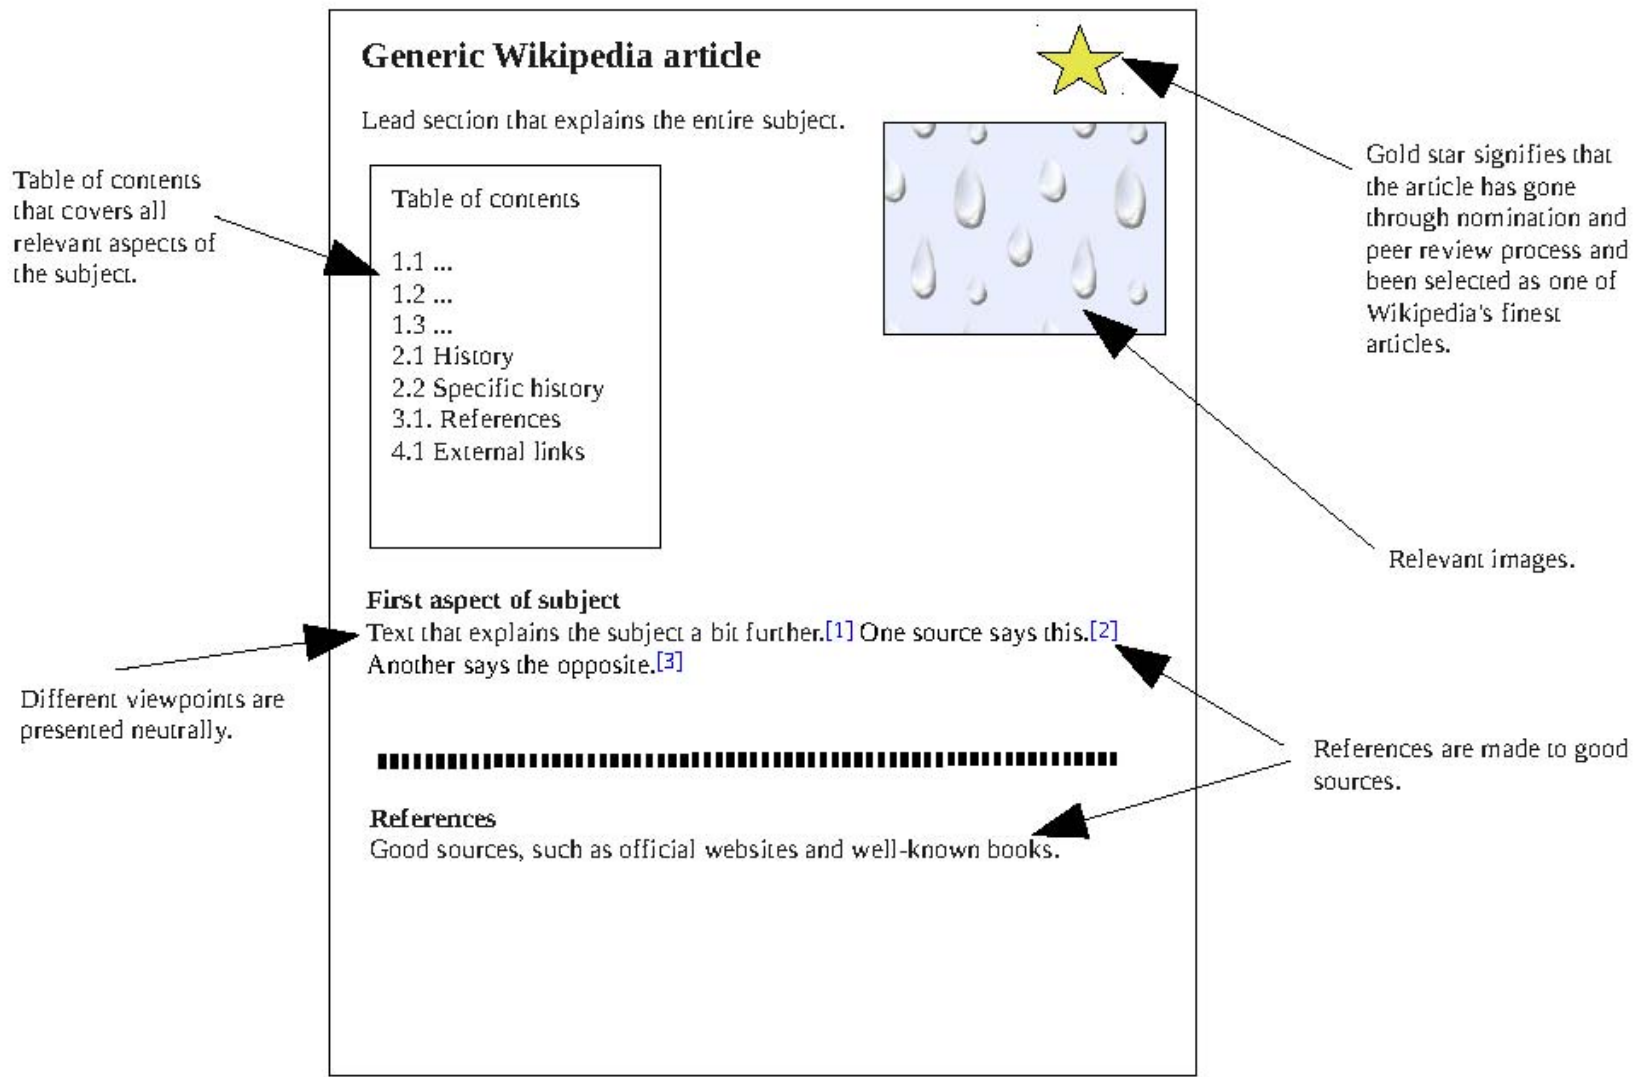 Generic Wikipedia article
Lead section that explains the entire subject.
Table of contents
that covers all
relevant aspects of
the subject.
Table of contents
1.1 ...
1.2 ...
1.3 ...
2.1 History
2.2 Specific history
3.1. References
4.1 External links
Gold star signifies that
the article has gone
through nomination and
peer review process and
been selected as one of
Wikipedia's finest
articles.
Relevant images.
First aspect of subject
Text that explains the subject a bit further.[1] One source says this.[2]
Another says the opposite.[3]
Different viewpoints are
presented neutrally.
References are made to good
sources.
References
Good sources, such as official websites and well-known books.